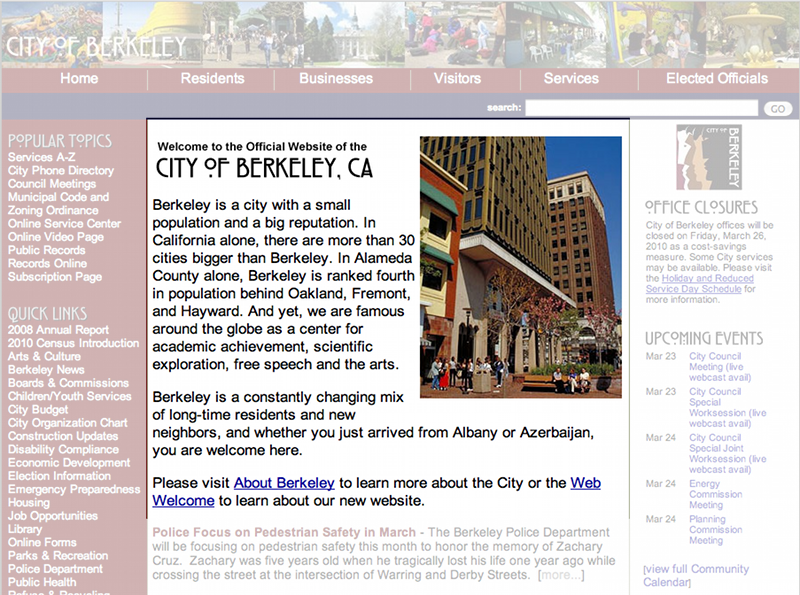 CITY OF BERKELEY
Home Residents Businesses Visitors Services Elected Officials
search: GO
POPULAR TOPICS
Services A-Z
City Phone Directory
Council Meetings
Municipal Code and
Zoning Ordinance
Online Service Center
Online Video Page
Public Records
Records Online
Subscription Page
QUICK LINKS
2008 Annual Report
2010 Census Introduction
Arts & Culture
Berkeley News
Boards & Commissions
Children/Youth Services
City Budget
City Organization Chart
Construction Updates
Disability Compliance
Economic Development
Election Information
Emergency Preparedness
Housing
Job Opportunities
Library
Online Forms
Parks & Recreation
Police Department
Public Health
Refuse & Recycling
Welcome to the Official Website of the
CITY OF BERKELEY, CA
Berkeley is a city with a small
population and a big reputation. In
California alone, there are more than 30
cities bigger than Berkeley. In Alameda
County alone, Berkeley is ranked fourth
in population behind Oakland, Fremont,
and Hayward. And yet, we are famous
around the globe as a center for
academic achievement, scientific
exploration, free speech and the arts.
Berkeley is a constantly changing mix
of long-time residents and new
neighbors, and whether you just arrived from Albany or Azerbaijan,
you are welcome here.
Please visit About Berkeley to learn more about the City or the Web
Welcome to learn about our new website.
Police Focus on Pedestrian Safety in March - The Berkeley Police Department
will be focusing on pedestrian safety this month to honor the memory of Zachary
Cruz. Zachary was five years old when he tragically lost his life one year ago while
crossing the street at the intersection of Warring and Derby Streets. [more...]
CITY OF
BERKELEY
OFFICE CLOSURES
City of Berkeley offices will be
closed on Friday, March 26,
2010 as a cost-savings
measure. Some City services
may be available. Please visit
the Holiday and Reduced
Service Day Schedule for
more information.
UPCOMING EVENTS
Mar 23 City Council
Meeting (live
webcast avail)
Mar 23 City Council
Special
Worksession (live
webcast avail)
Mar 24 City Council
Special Joint
Worksession (live
webcast avail)
Mar 24 Energy
Commission
Meeting
Mar 24 Planning
Commission
Meeting
[view full Community
Calendar]